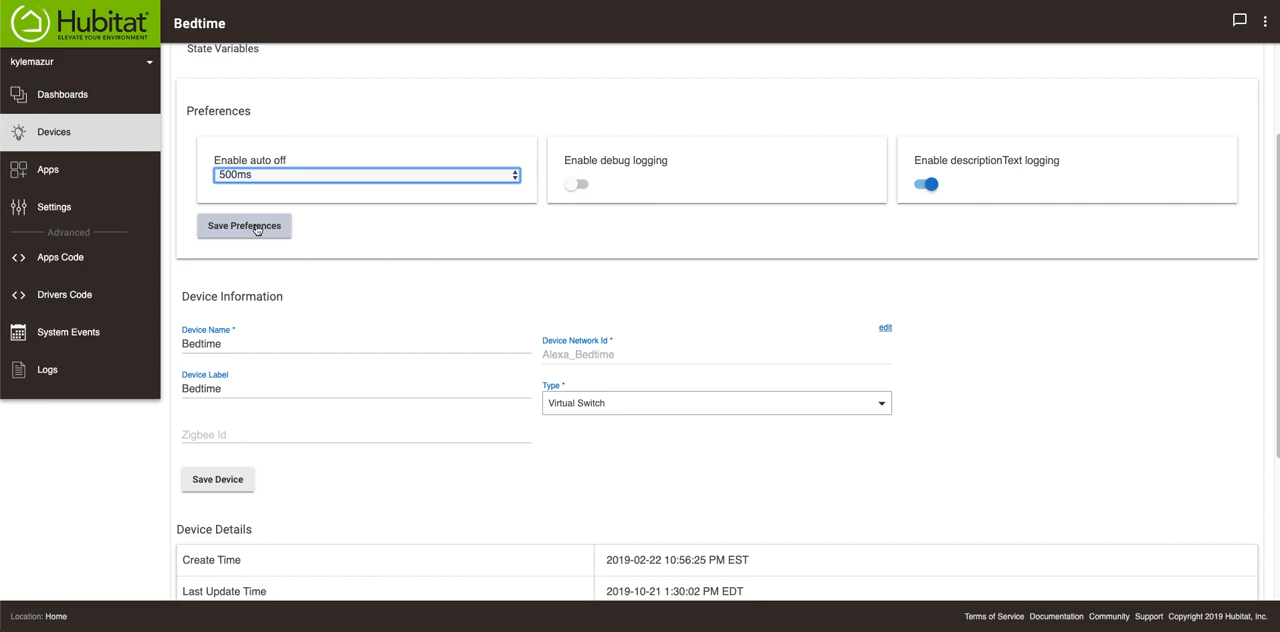 Hubitat
ELEVATE YOUR ENVIRONMENT
Bedtime
kylemazur
Dashboards
Devices
Apps
Settings
Advanced
Apps Code
Drivers Code
System Events
Logs
State Variables
Preferences
Enable auto off
500ms
Enable debug logging
Enable descriptionText logging
Save Preferences
Device Information
Device Name *
Bedtime
edit
Device Network Id *
Alexa_Bedtime
Device Label
Bedtime
Type *
Virtual Switch
Zigbee Id
Save Device
Device Details
Create Time 2019-02-22 10:56:25 PM EST
Last Update Time 2019-10-21 1:30:02 PM EDT
Location: Home
Terms of Service Documentation Community Support Copyright 2019 Hubitat, Inc.